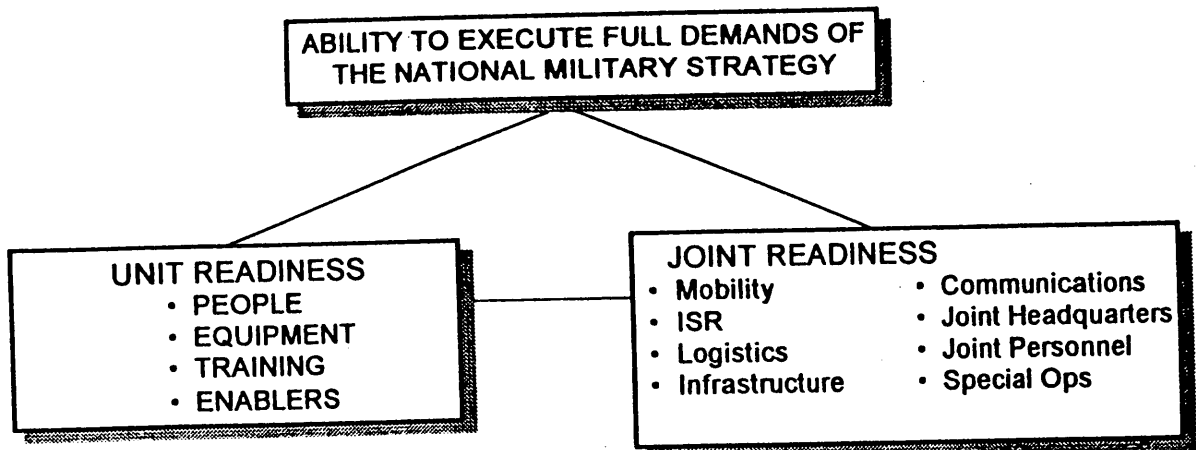 ABILITY TO EXECUTE FULL DEMANDS OF
THE NATIONAL MILITARY STRATEGY
UNIT READINESS
• PEOPLE
• EQUIPMENT
• TRAINING
• ENABLERS
JOINT READINESS
• Mobility
• ISR
• Logistics
• Infrastructure
• Communications
• Joint Headquarters
• Joint Personnel
• Special Ops